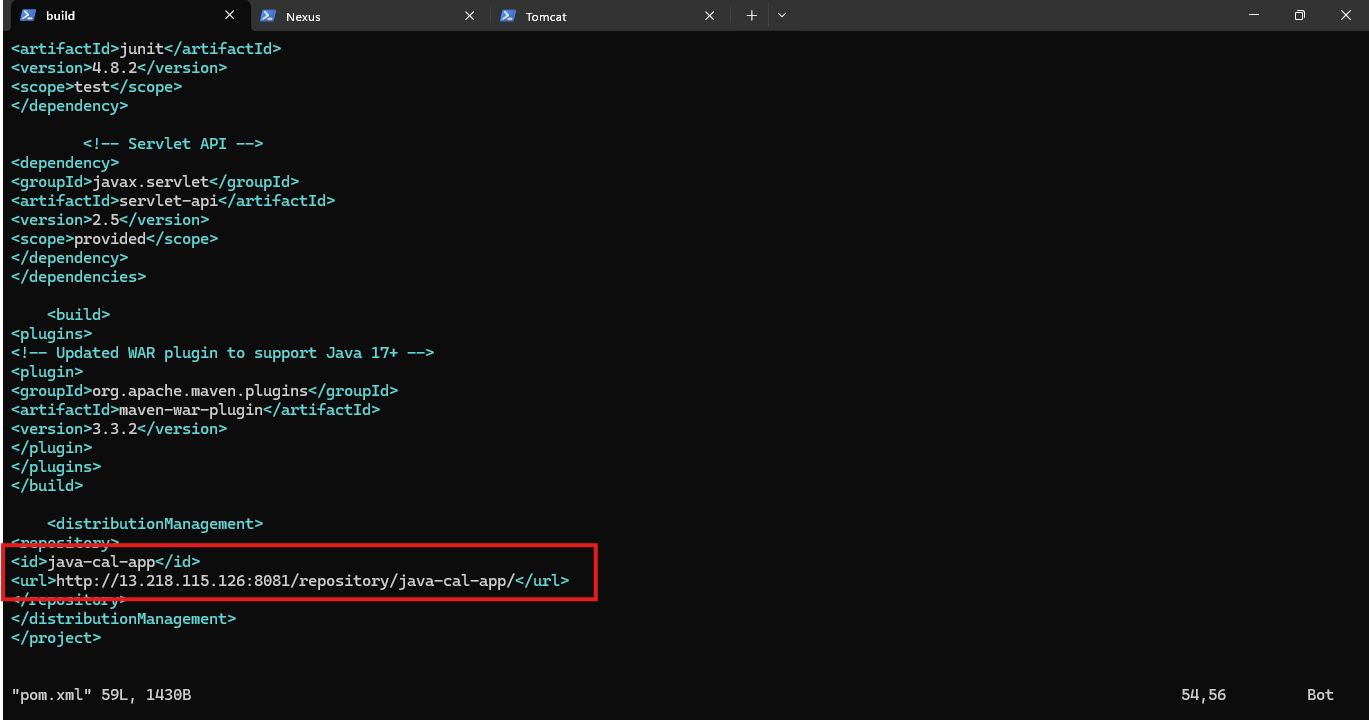 build
Nexus
Tomcat
<artifactId>junit</artifactId>
<version>4.8.2</version>
<scope>test</scope>
</dependency>
<!-- Servlet API -->
<dependency>
<groupId>javax.servlet</groupId>
<artifactId>servlet-api</artifactId>
<version>2.5</version>
<scope>provided</scope>
</dependency>
</dependencies>
<build>
<plugins>
<!-- Updated WAR plugin to support Java 17+ -->
<plugin>
<groupId>org.apache.maven.plugins</groupId>
<artifactId>maven-war-plugin</artifactId>
<version>3.3.2</version>
</plugin>
</plugins>
</build>
<distributionManagement>
<repository>
<id>java-cal-app</id>
<url>http://13.218.115.126:8081/repository/java-cal-app/</url>
</repository>
</distributionManagement>
</project>
"pom.xml" 59L, 1430B 54,56 Bot